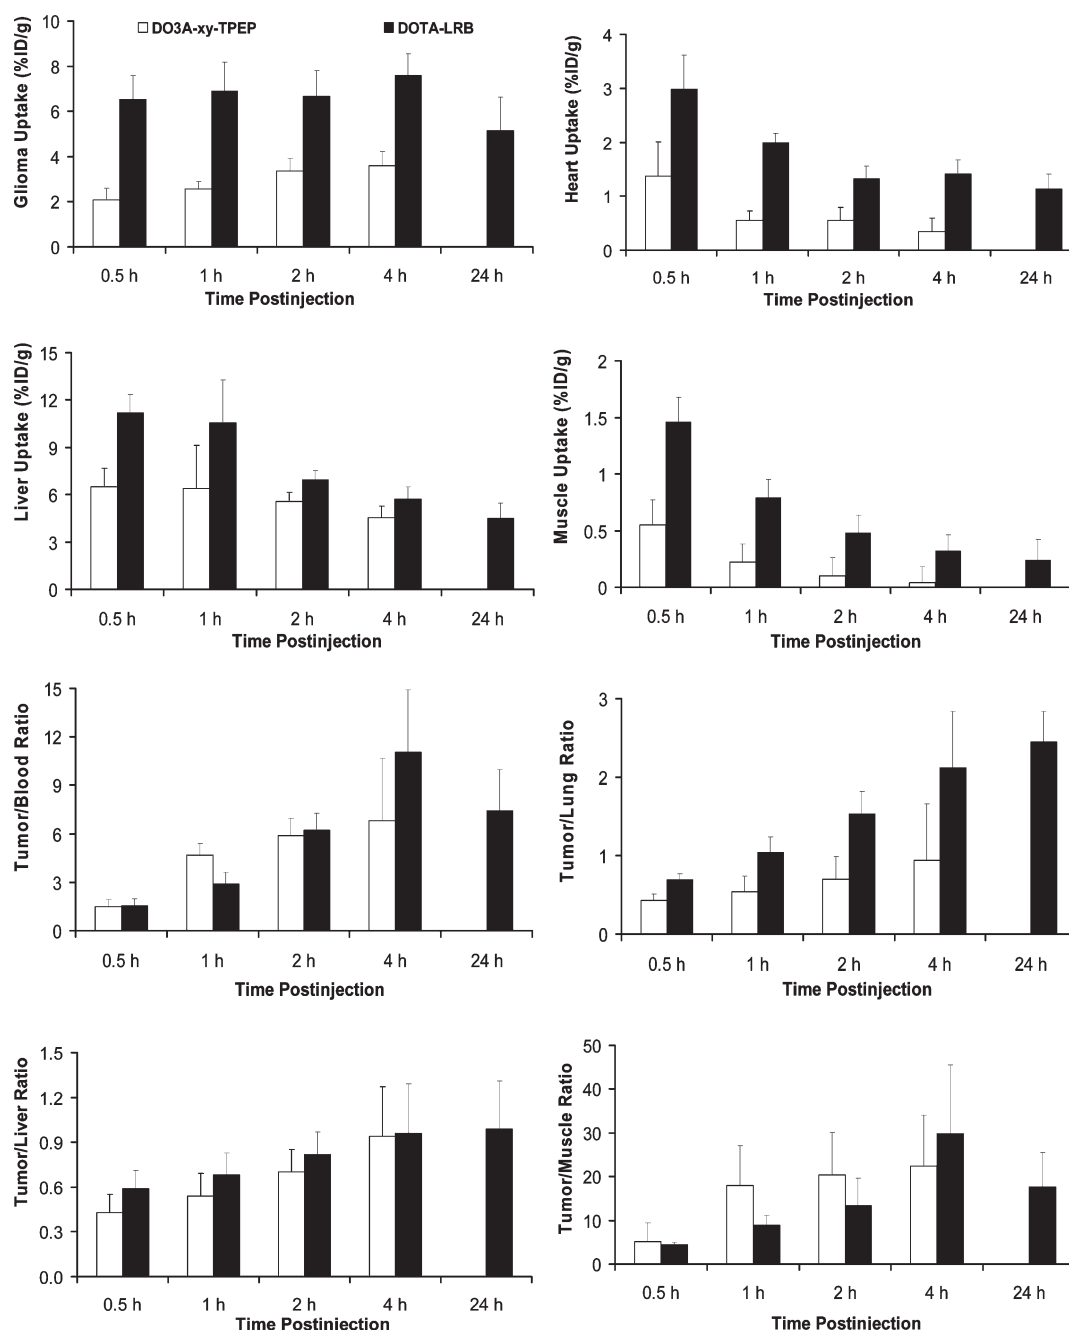 DO3A-xy-TPEP DOTA-LRB
Glioma Uptake (%ID/g)
10
8
6
4
2
0
0.5 h 1 h 2 h 4 h 24 h
Time Postinjection
Heart Uptake (%ID/g)
4
3
2
1
0
0.5 h 1 h 2 h 4 h 24 h
Time Postinjection
Liver Uptake (%ID/g)
15
12
9
6
3
0
0.5 h 1 h 2 h 4 h 24 h
Time Postinjection
Muscle Uptake (%ID/g)
2
1.5
1
0.5
0
0.5 h 1 h 2 h 4 h 24 h
Time Postinjection
Tumor/Blood Ratio
15
12
9
6
3
0
0.5 h 1 h 2 h 4 h 24 h
Time Postinjection
Tumor/Lung Ratio
3
2
1
0
0.5 h 1 h 2 h 4 h 24 h
Time Postinjection
Tumor/Liver Ratio
1.5
1.2
0.9
0.6
0.3
0.0
0.5 h 1 h 2 h 4 h 24 h
Time Postinjection
Tumor/Muscle Ratio
50
40
30
20
10
0
0.5 h 1 h 2 h 4 h 24 h
Time Postinjection